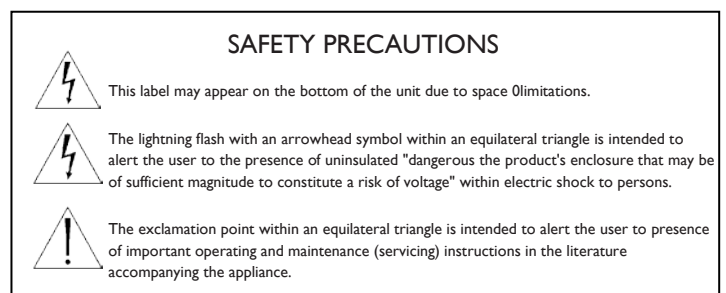 SAFETY PRECAUTIONS
This label may appear on the bottom of the unit due to space 0limitations.
The lightning flash with an arrowhead symbol within an equilateral triangle is intended to
alert the user to the presence of uninsulated "dangerous the product's enclosure that may be
of sufficient magnitude to constitute a risk of voltage" within electric shock to persons.
The exclamation point within an equilateral triangle is intended to alert the user to presence
of important operating and maintenance (servicing) instructions in the literature
accompanying the appliance.